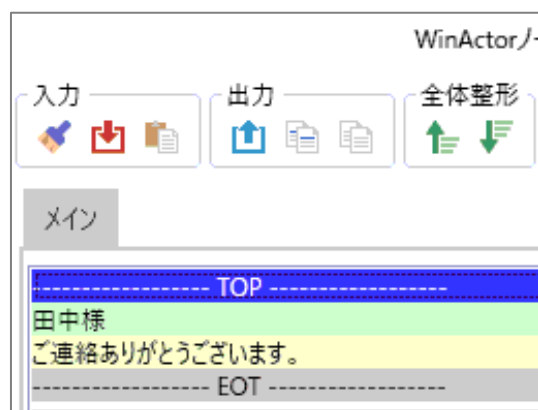 WinActorノー
入力 出力 全体整形
メイン
------------------ TOP ------------------
田中様
ご連絡ありがとうございます。
------------------ EOT ------------------